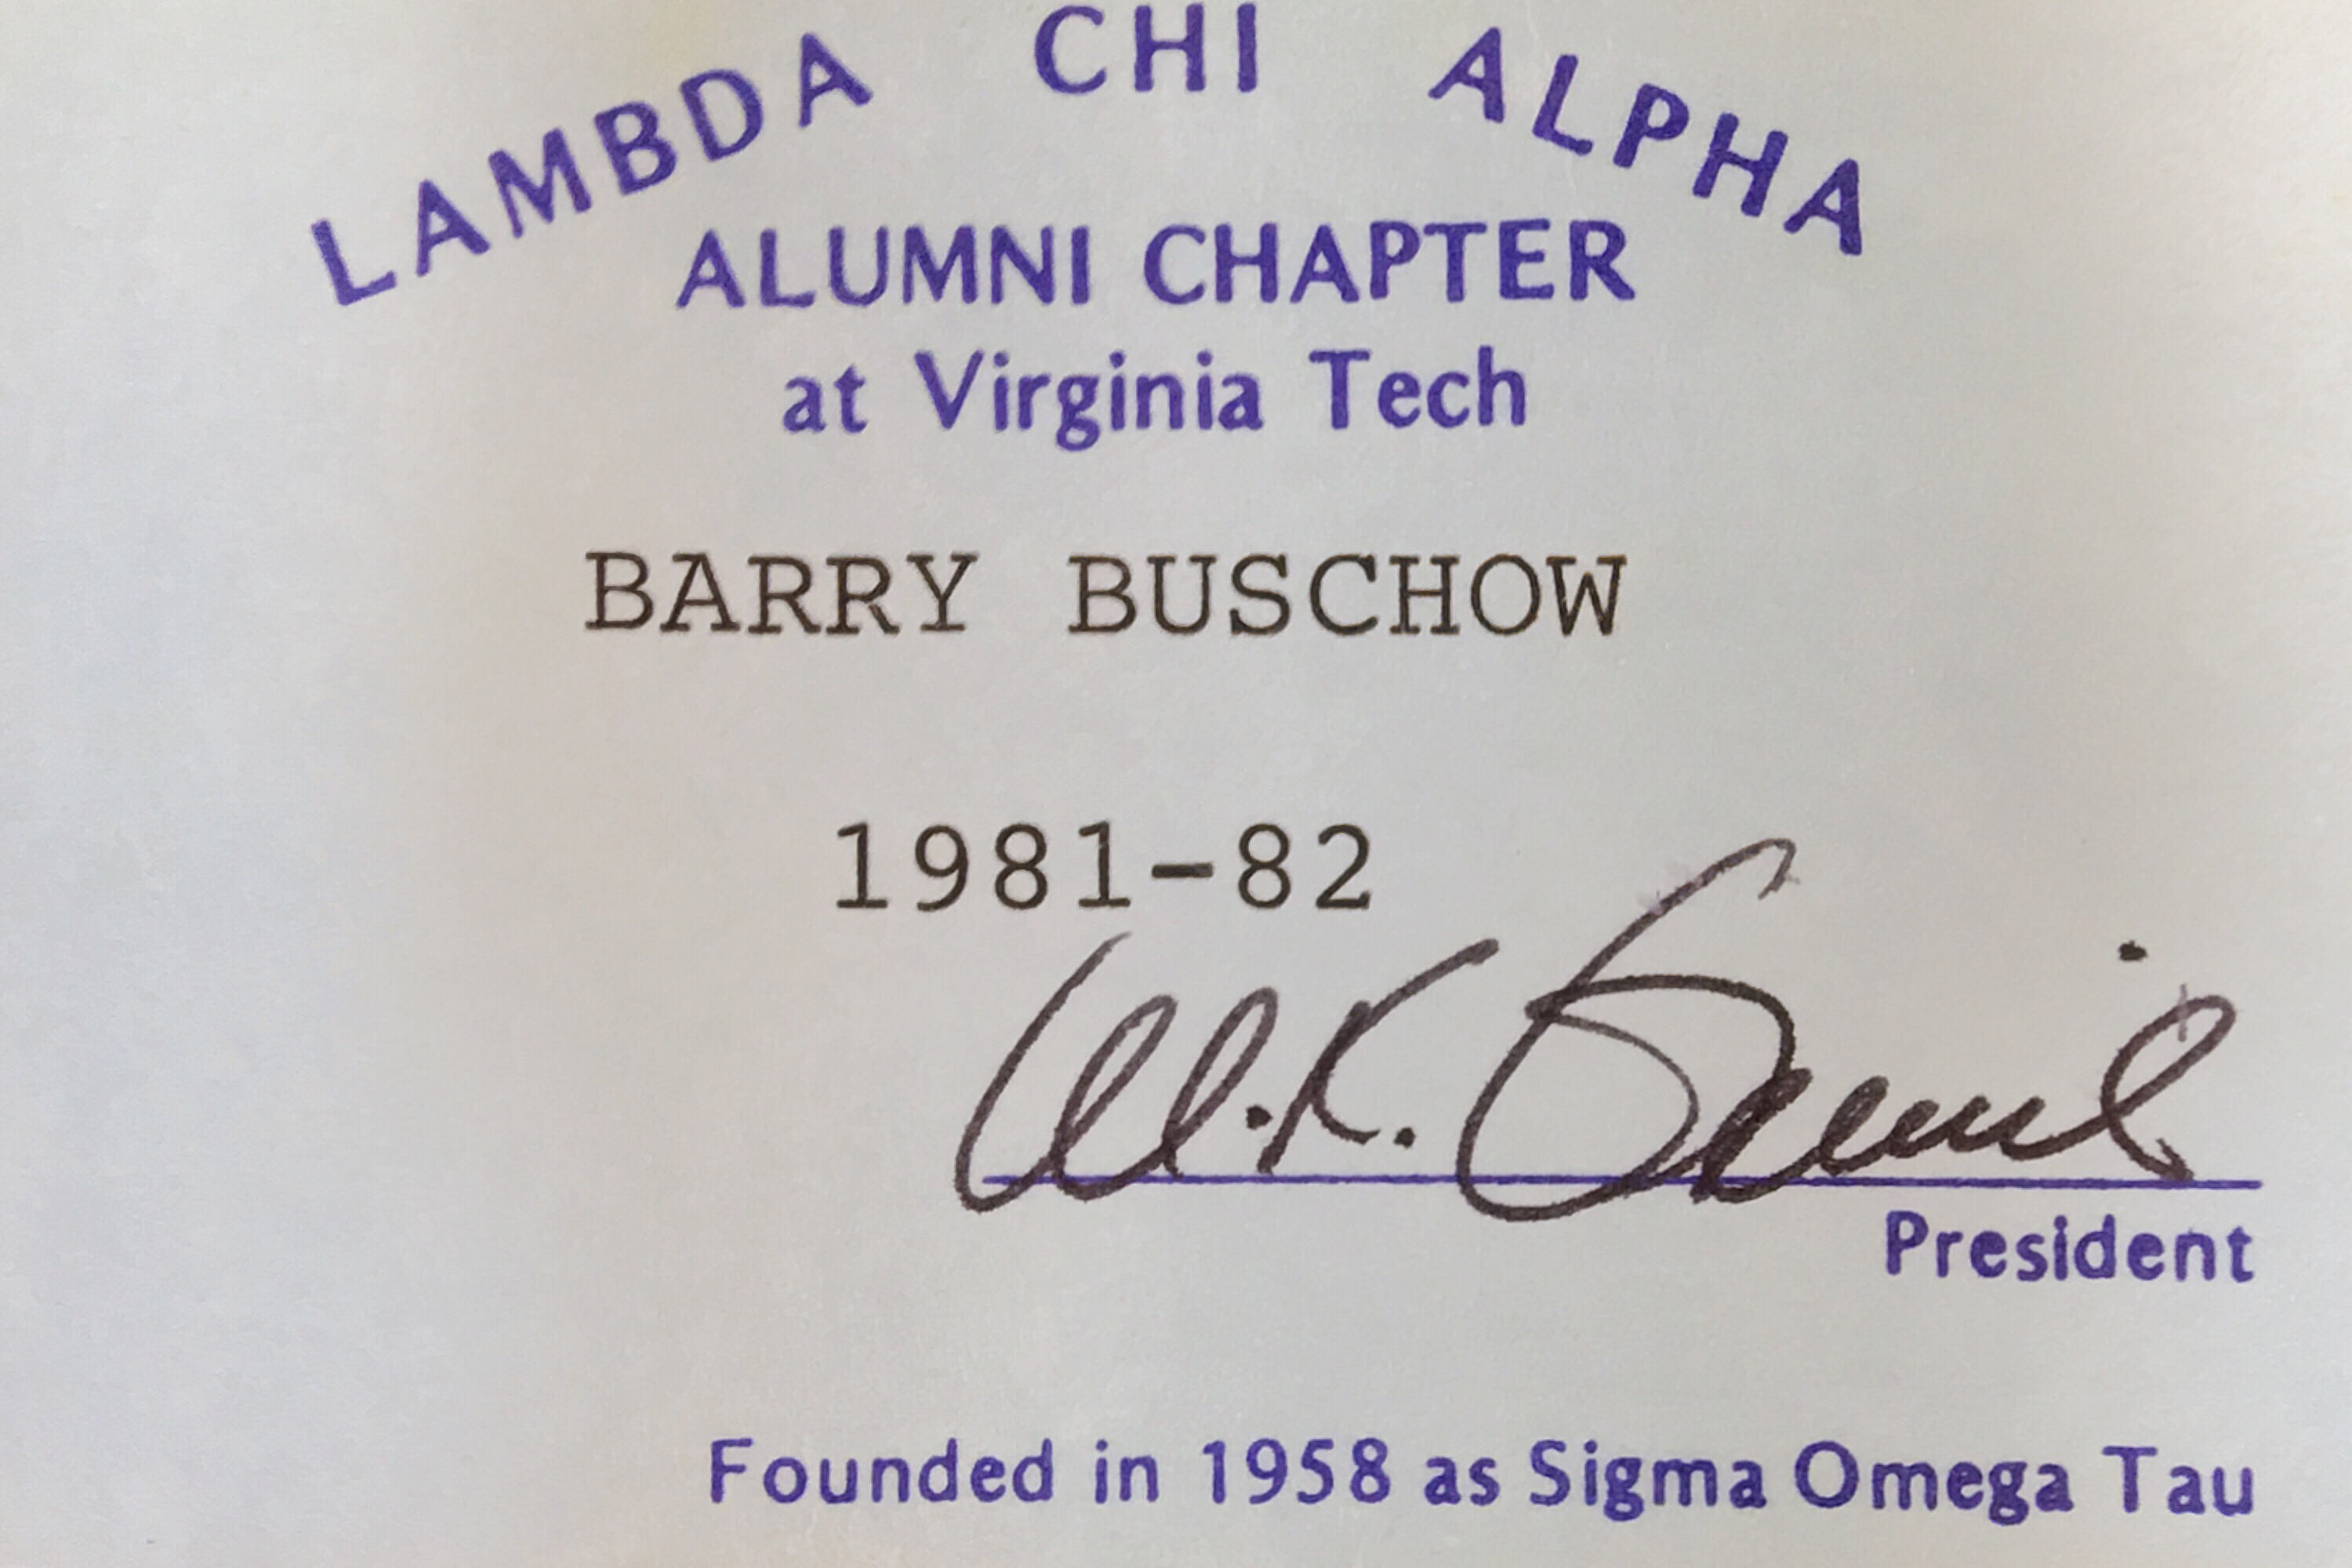 LAMBDA CHI ALPHA
ALUMNI CHAPTER
at Virginia Tech
BARRY BUSCHOW
1981-82
W.K.
President
Founded in 1958 as Sigma Omega Tau